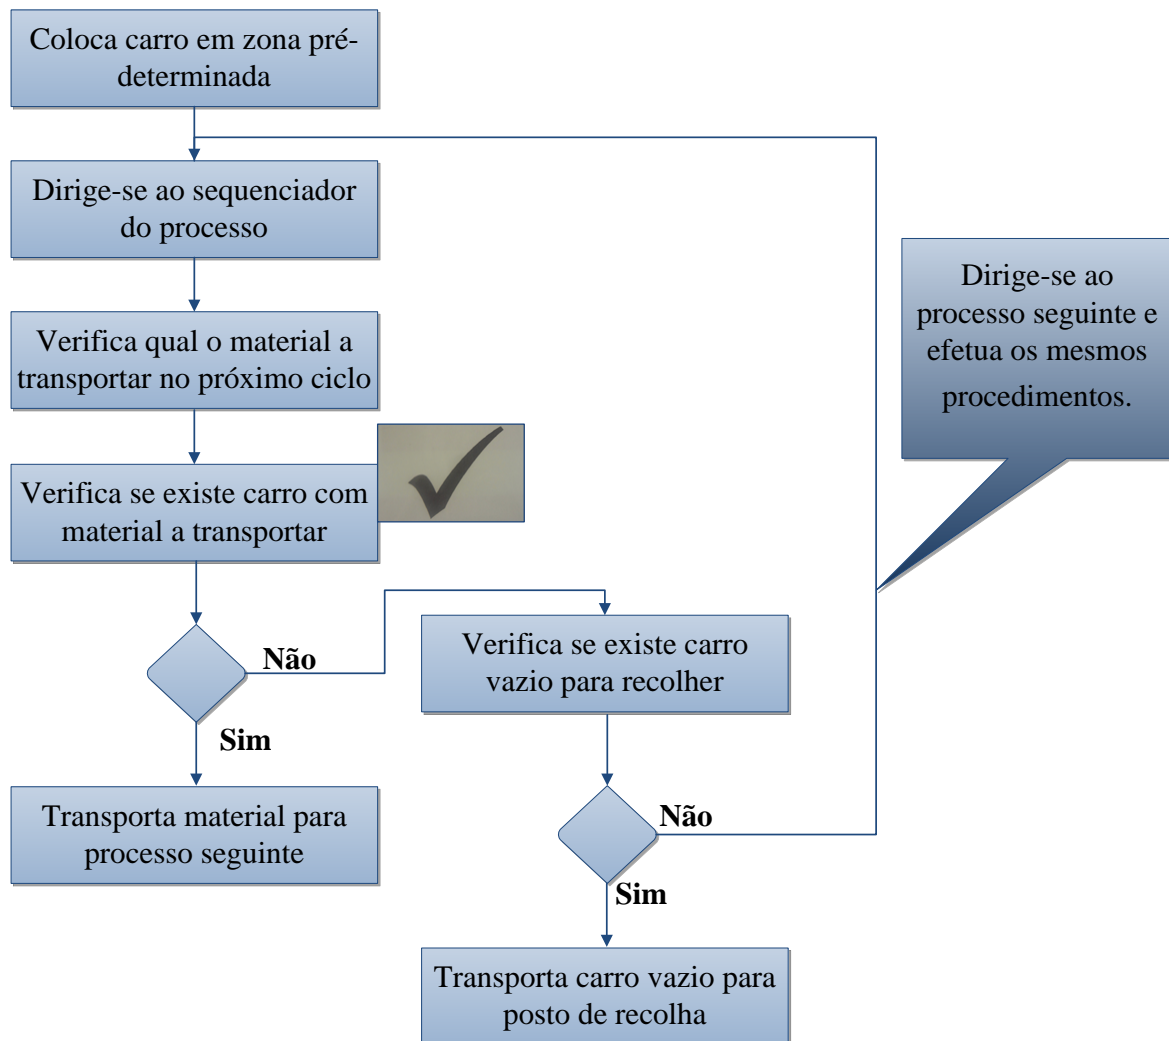 Coloca carro em zona pré-
determinada
Dirige-se ao sequenciador
do processo
Verifica qual o material a
transportar no próximo ciclo
Verifica se existe carro com
material a transportar
Não
Sim
Transporta material para
processo seguinte
Verifica se existe carro
vazio para recolher
Não
Sim
Transporta carro vazio para
posto de recolha
Dirige-se ao
processo seguinte e
efetua os mesmos
procedimentos.